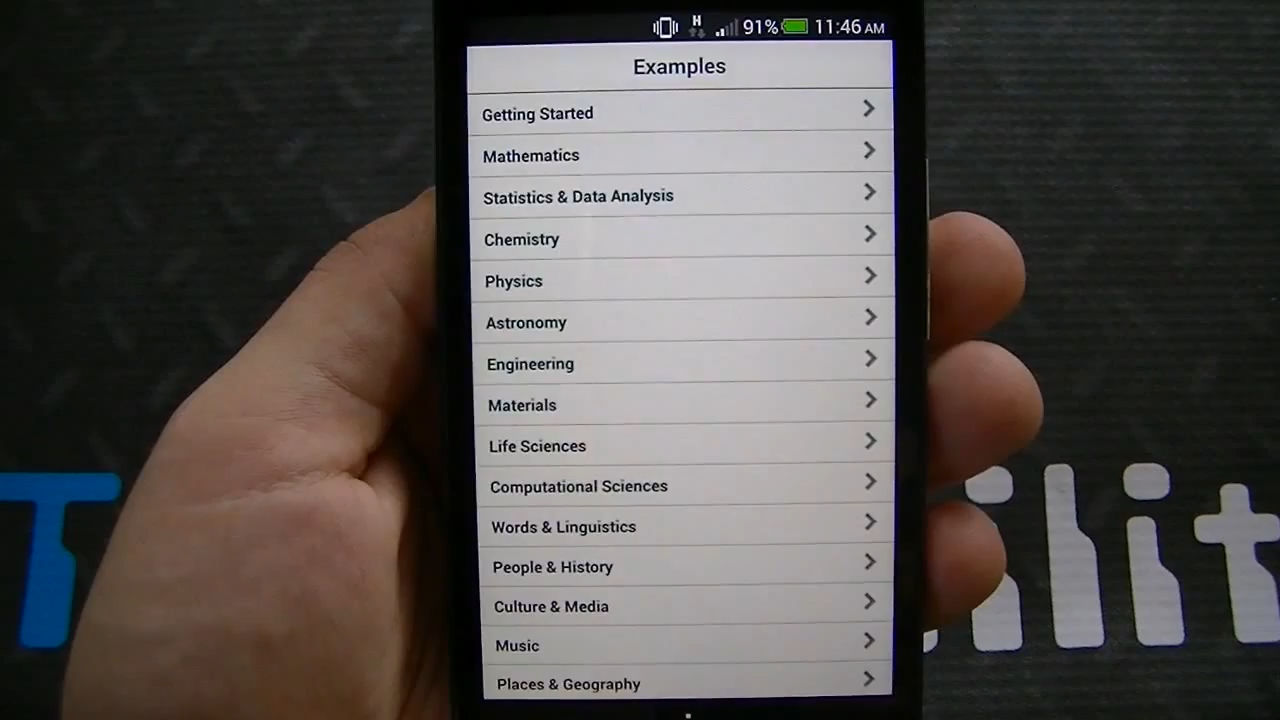 H 91% 11:46 AM
Examples
Getting Started
Mathematics
Statistics & Data Analysis
Chemistry
Physics
Astronomy
Engineering
Materials
Life Sciences
Computational Sciences
Words & Linguistics
People & History
Culture & Media
Music
Places & Geography